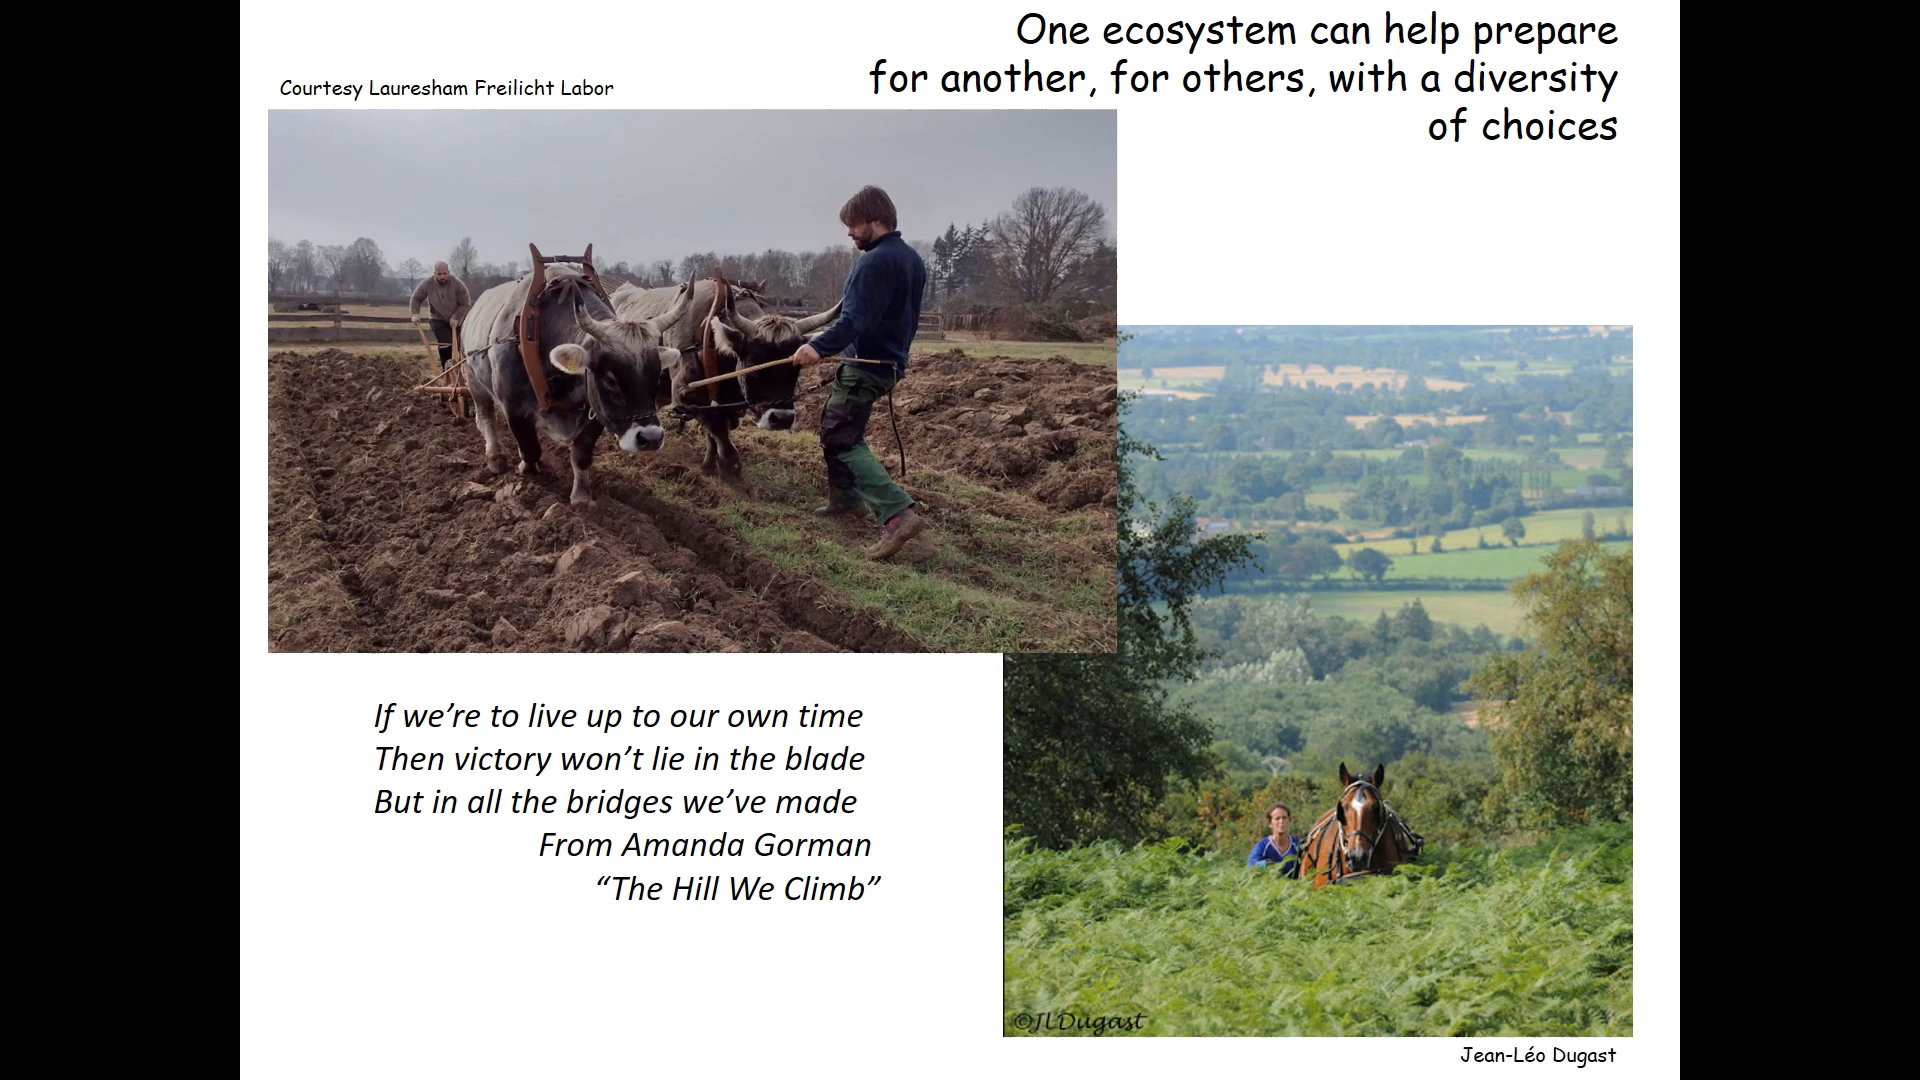 One ecosystem can help prepare
for another, for others, with a diversity
of choices
Courtesy Lauresham Freilicht Labor
If we’re to live up to our own time
Then victory won’t lie in the blade
But in all the bridges we’ve made
From Amanda Gorman
“The Hill We Climb”
©JLDugast
Jean-Léo Dugast